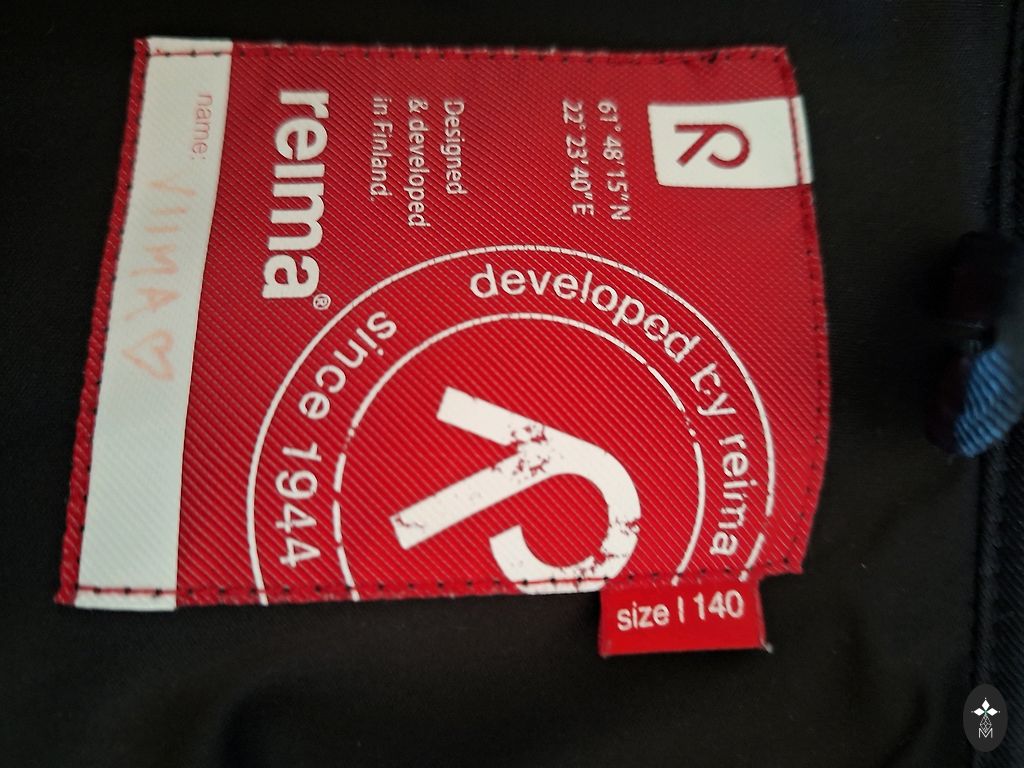 61° 48' 15" N
22° 23' 40" E
Designed
& developed
in Finland.
developed by reima
since 1944
reima®
name:
size | 140